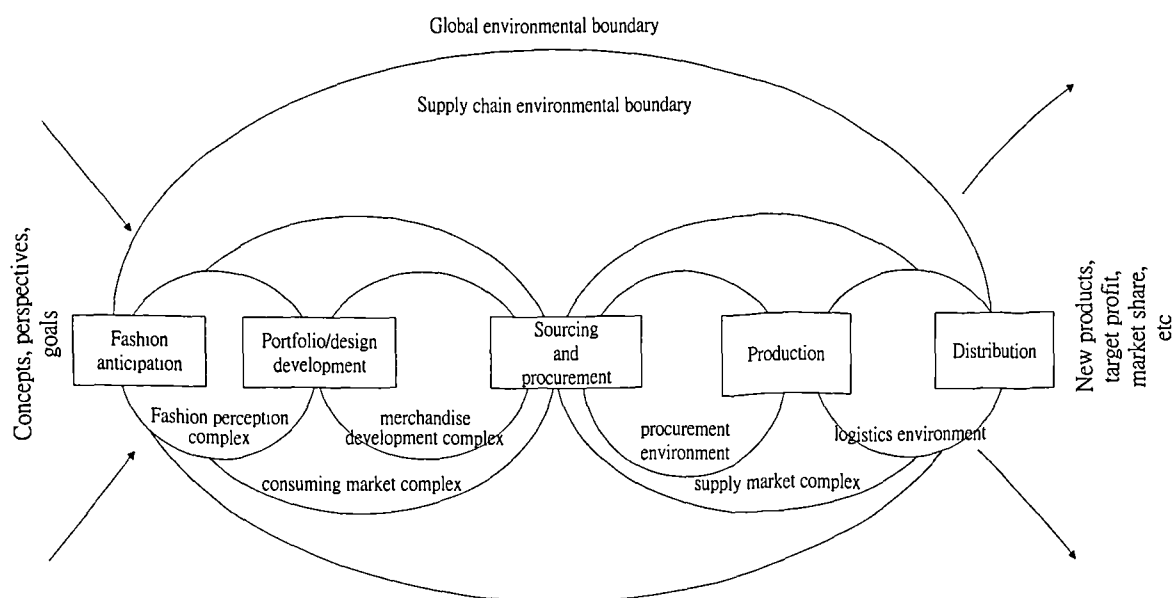 Global environmental boundary
Supply chain environmental boundary
Concepts, perspectives,
goals
Fashion
anticipation
Portfolio/design
development
Sourcing
and
procurement
Production
Distribution
New products,
target profit,
market share,
etc
Fashion perception
complex
merchandise
development complex
procurement
environment
logistics environment
consuming market complex
supply market complex